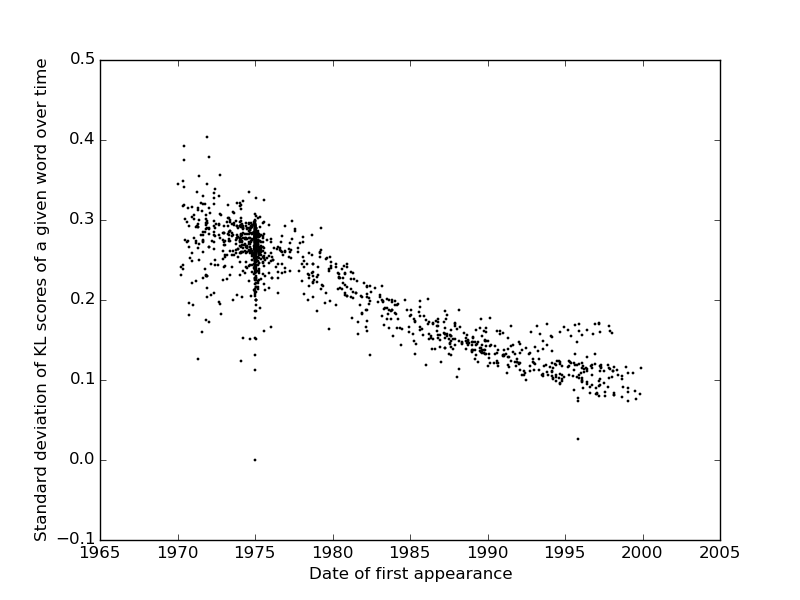 0.5
0.4
0.3
0.2
0.1
0.0
−0.1
1965 1970 1975 1980 1985 1990 1995 2000 2005
Date of first appearance
Standard deviation of KL scores of a given word over time